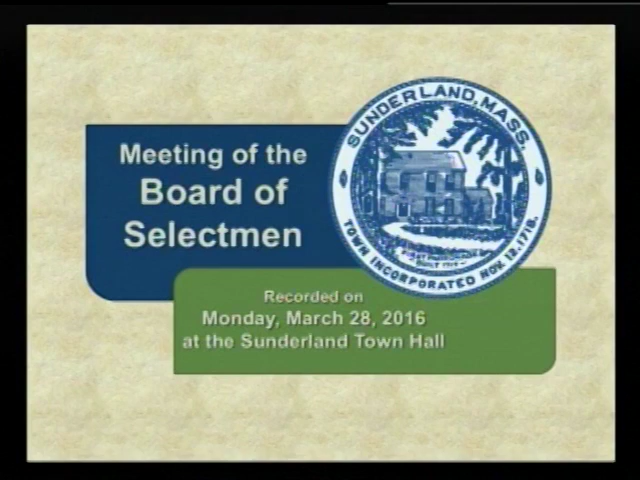 Meeting of the
Board of
Selectmen
SUNDERLAND, MASS.
TOWN INCORPORATED NOV. 12, 1718.
Recorded on
Monday, March 28, 2016
at the Sunderland Town Hall